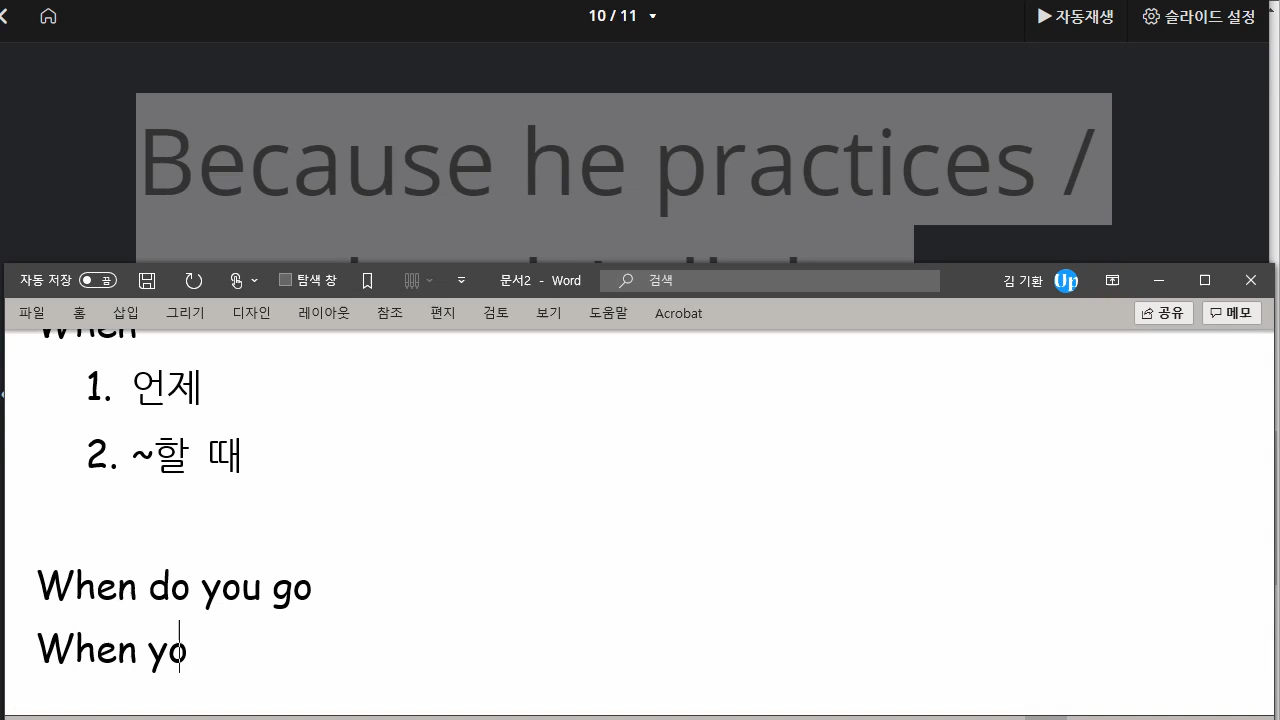 10 / 11
자동재생
슬라이드 설정
Because he practices /
자동 저장
끔
탐색 창
문서2 - Word
검색
김 기환
Up
파일 홈 삽입 그리기 디자인 레이아웃 참조 편지 검토 보기 도움말 Acrobat
공유
메모
When
1. 언제
2. ~할 때
When do you go
When yo